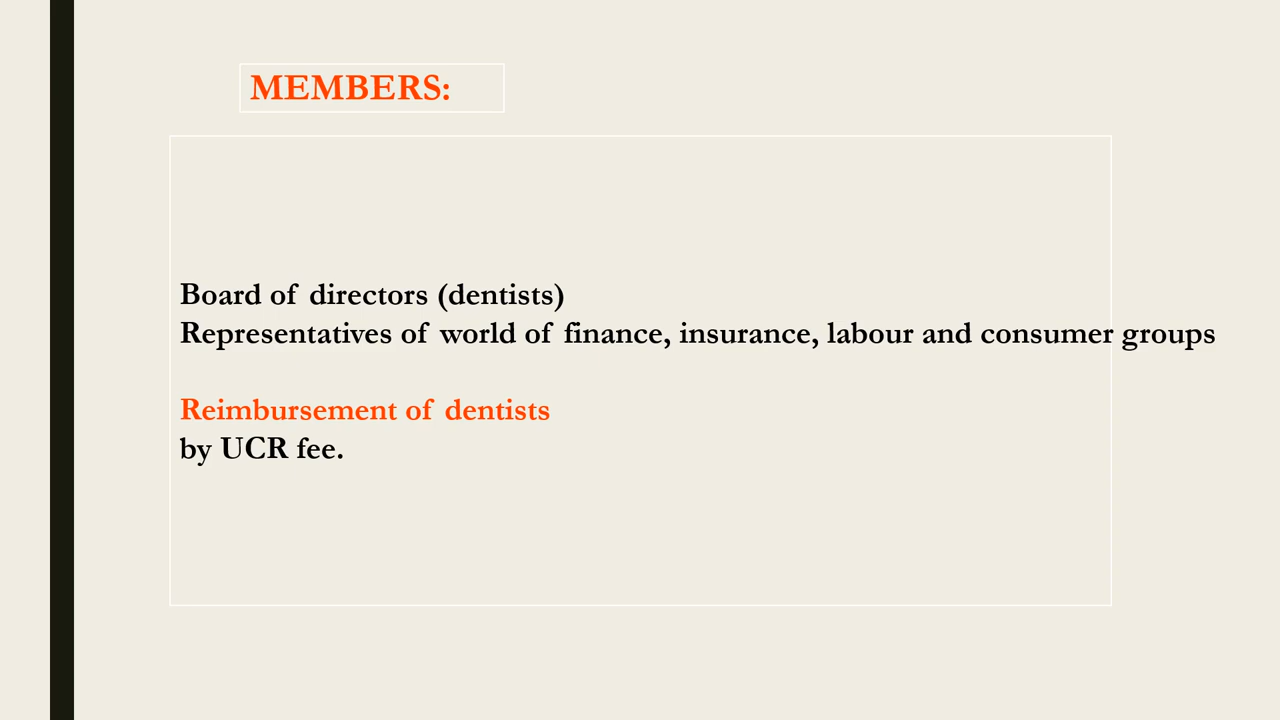 MEMBERS:
Board of directors (dentists)
Representatives of world of finance, insurance, labour and consumer groups
Reimbursement of dentists
by UCR fee.